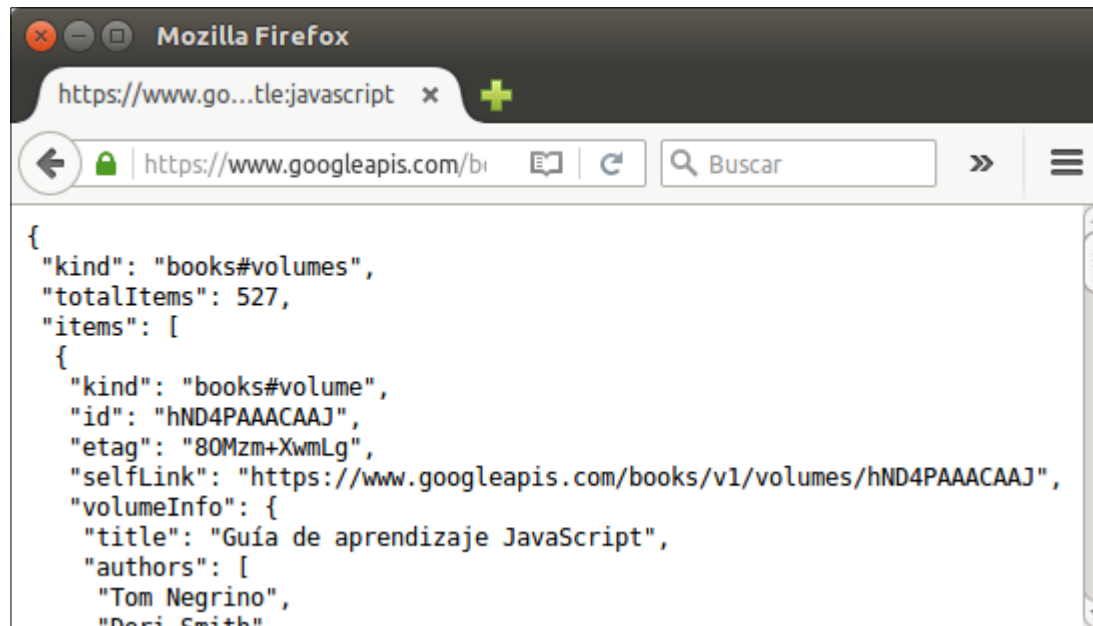 Mozilla Firefox
https://www.go...tle:javascript
https://www.googleapis.com/b
Buscar
{
"kind": "books#volumes",
"totalItems": 527,
"items": [
{
"kind": "books#volume",
"id": "hND4PAAACAAJ",
"etag": "8OMzm+XwmLg",
"selfLink": "https://www.googleapis.com/books/v1/volumes/hND4PAAACAAJ",
"volumeInfo": {
"title": "Guía de aprendizaje JavaScript",
"authors": [
"Tom Negrino",
"Dori Smith"